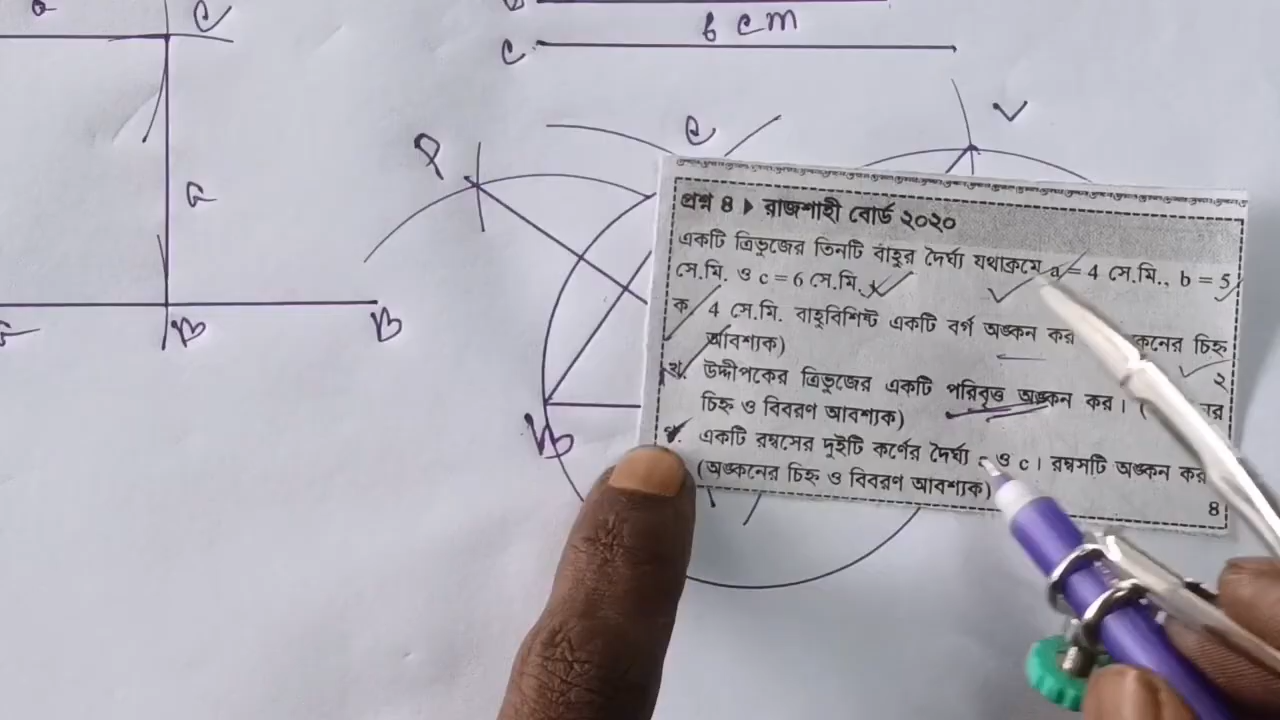 C
6 cm
C
P
V
C
a
B
B
B
প্রশ্ন ৪ ▶ রাজশাহী বোর্ড ২০২০
একটি ত্রিভুজের তিনটি বাহুর দৈর্ঘ্য যথাক্রমে a = 4 সে.মি., b = 5
সে.মি. ও c = 6 সে.মি.
ক. 4 সে.মি. বাহুবিশিষ্ট একটি বর্গ অঙ্কন কর কনের চিহ্ন
আবশ্যক) ২
খ. উদ্দীপকের ত্রিভুজের একটি পরিবৃত্ত অঙ্কন কর। (
চিহ্ন ও বিবরণ আবশ্যক)
একটি রম্বসের দুইটি কর্ণের দৈর্ঘ্য ও c। রম্বসটি অঙ্কন কর
(অঙ্কনের চিহ্ন ও বিবরণ আবশ্যক) ৪